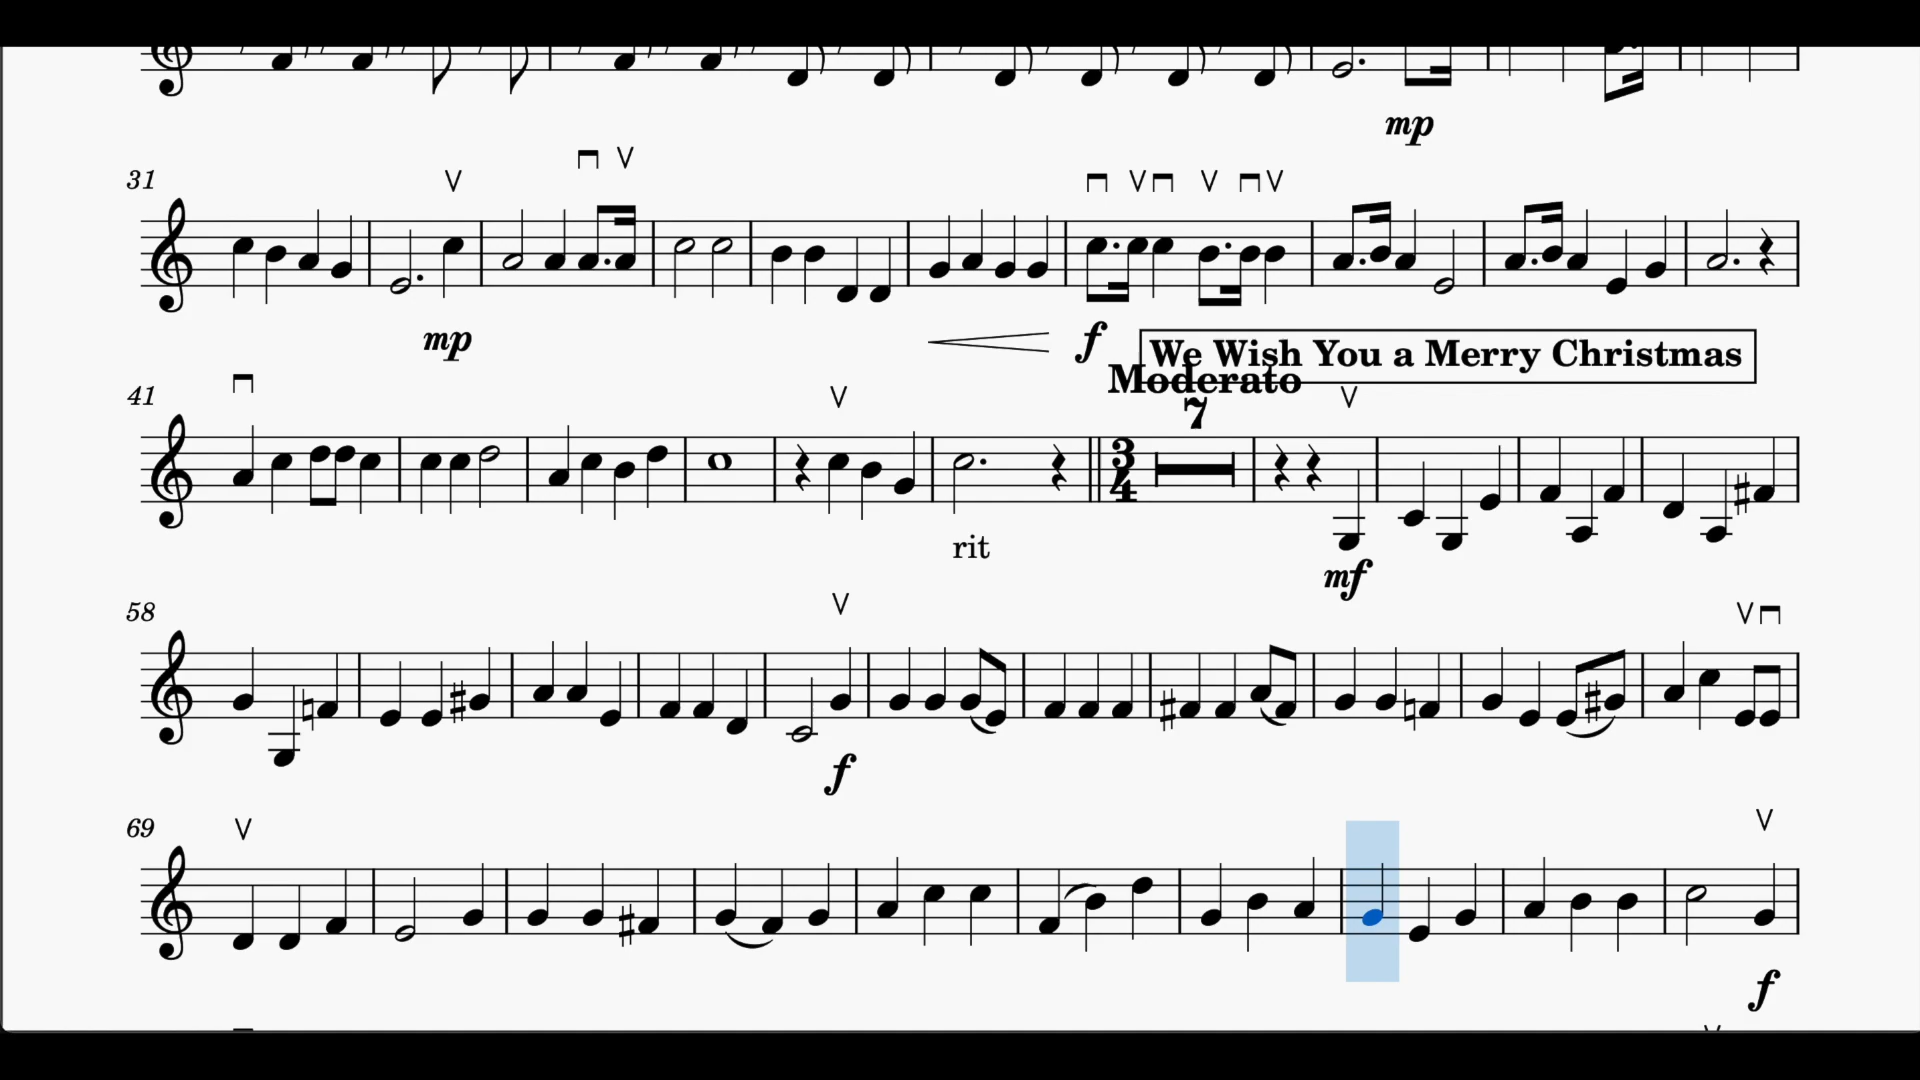 mp
31
mp
f
We Wish You a Merry Christmas
Moderato
41
7
3
4
rit
mf
58
f
69
f